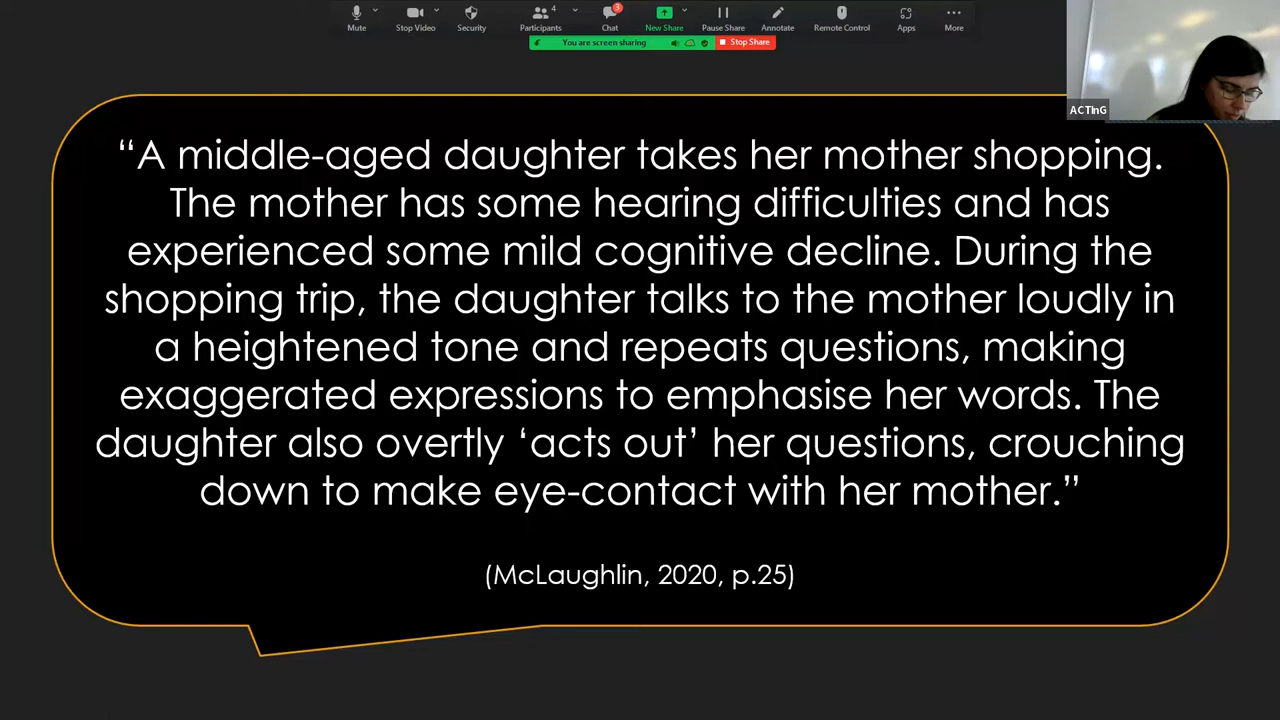 Mute
Stop Video
Security
4
Participants
3
Chat
New Share
Pause Share
Annotate
Remote Control
Apps
More
You are screen sharing
Stop Share
ACTInG
“A middle-aged daughter takes her mother shopping.
The mother has some hearing difficulties and has
experienced some mild cognitive decline. During the
shopping trip, the daughter talks to the mother loudly in
a heightened tone and repeats questions, making
exaggerated expressions to emphasise her words. The
daughter also overtly ‘acts out’ her questions, crouching
down to make eye-contact with her mother.”
(McLaughlin, 2020, p.25)